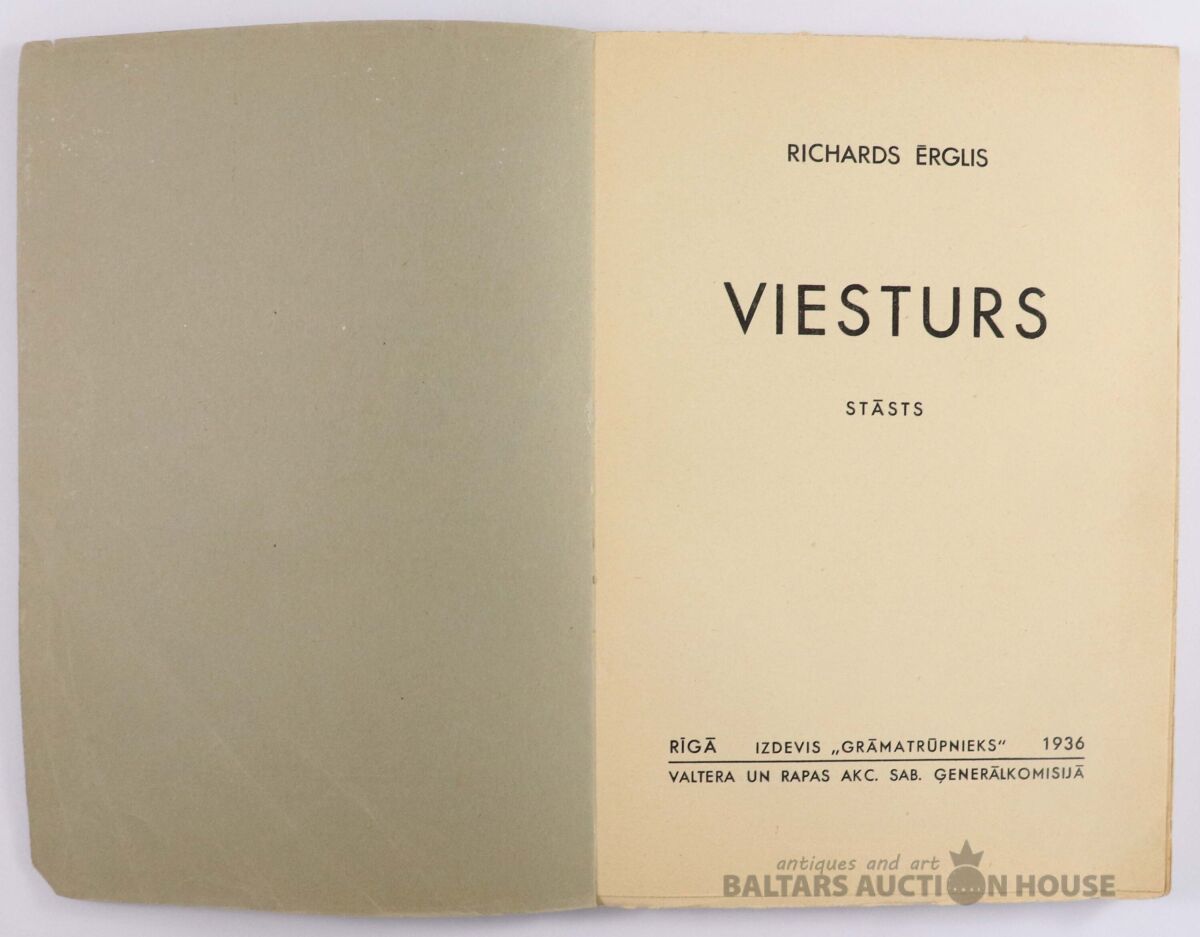 RICHARDS ĒRGLIS
VIESTURS
STĀSTS
RĪGĀ IZDEVIS „GRĀMATRŪPNIEKS“ 1936
VALTERA UN RAPAS AKC. SAB. ĢENERĀLKOMISIJĀ
antiques and art
BALTARS AUCTION HOUSE